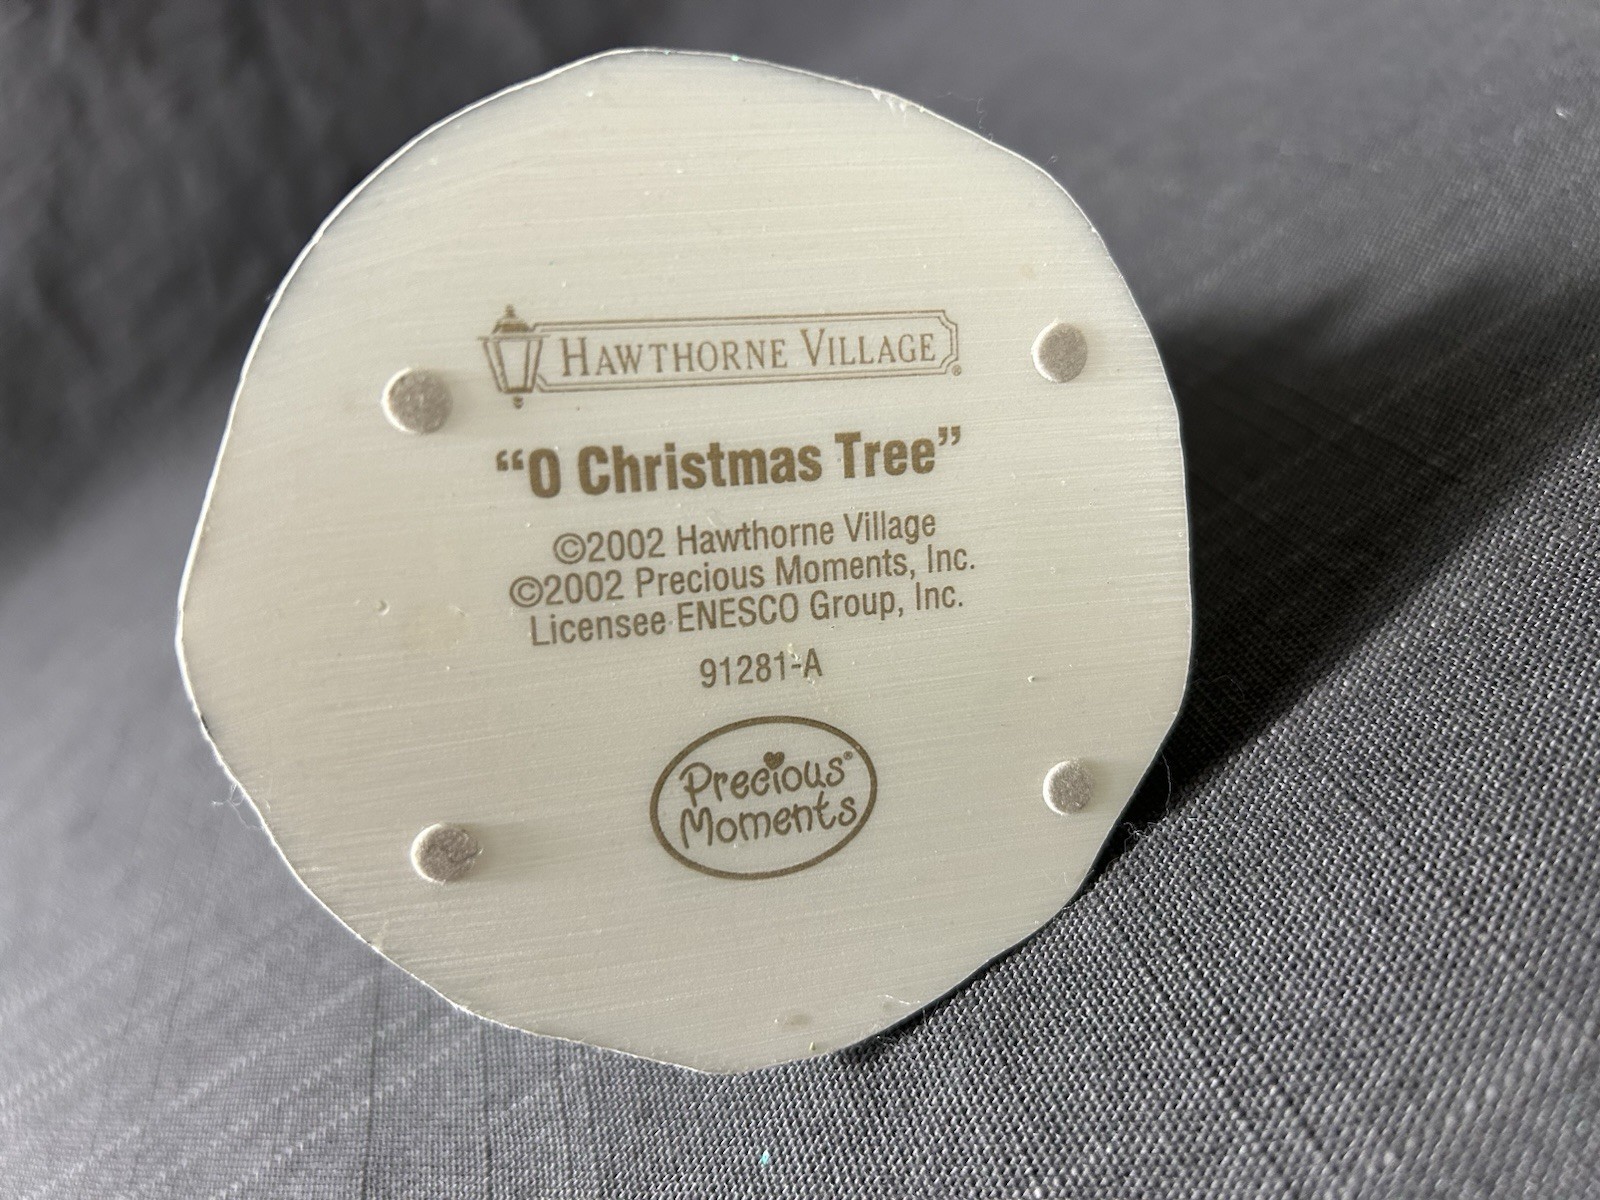 HAWTHORNE VILLAGE®
“O Christmas Tree”
©2002 Hawthorne Village
©2002 Precious Moments, Inc.
Licensee ENESCO Group, Inc.
91281-A
Precious®
Moments